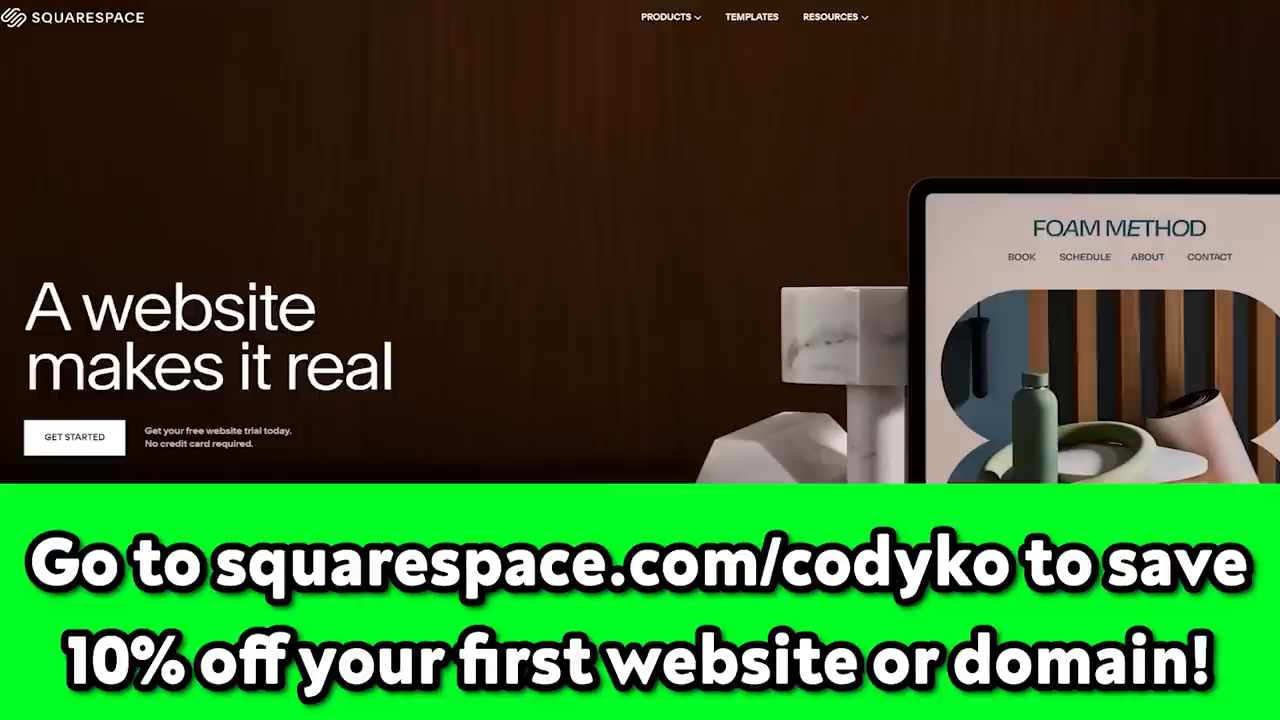 SQUARESPACE
PRODUCTS
TEMPLATES
RESOURCES
FOAM METHOD
BOOK
SCHEDULE
ABOUT
CONTACT
A website
makes it real
GET STARTED
Get your free website trial today.
No credit card required.
Go to squarespace.com/codyko to save
10% off your first website or domain!